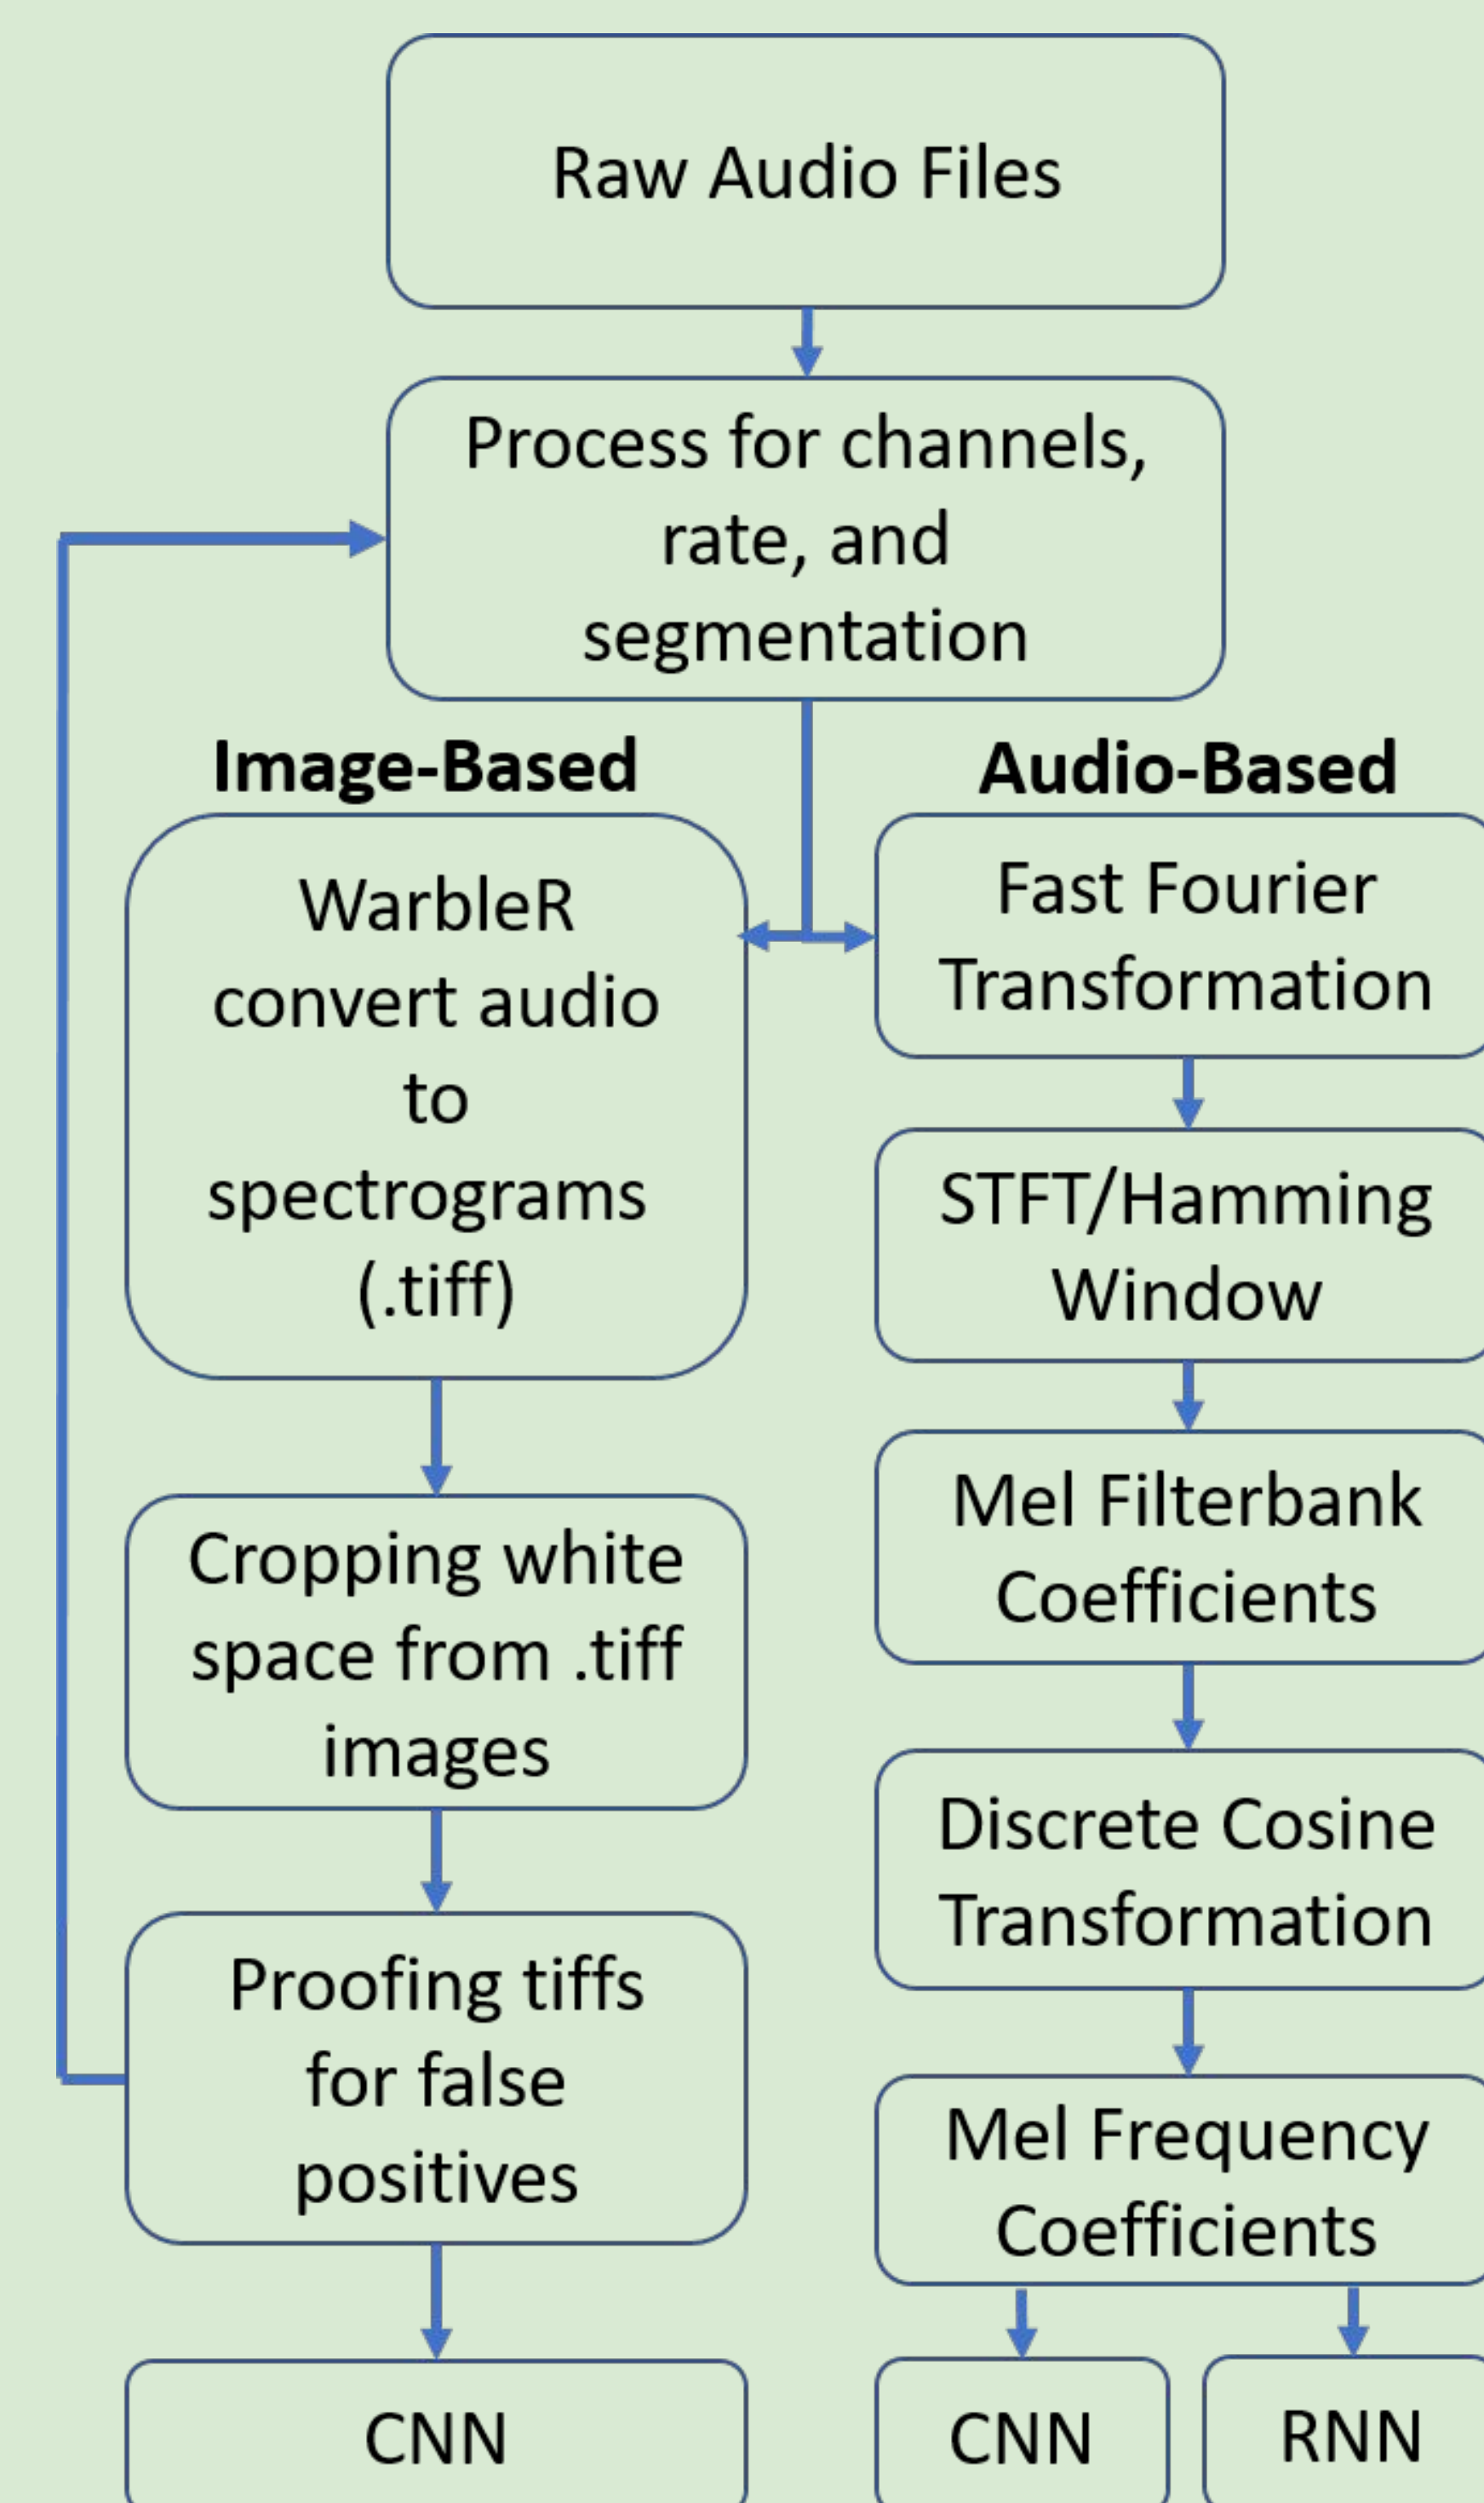 Raw Audio Files
Process for channels,
rate, and
segmentation
Image-Based
WarbleR
convert audio
to
spectrograms
(.tiff)
Cropping white
space from .tiff
images
Proofing tiffs
for false
positives
CNN
Audio-Based
Fast Fourier
Transformation
STFT/Hamming
Window
Mel Filterbank
Coefficients
Discrete Cosine
Transformation
Mel Frequency
Coefficients
CNN
RNN